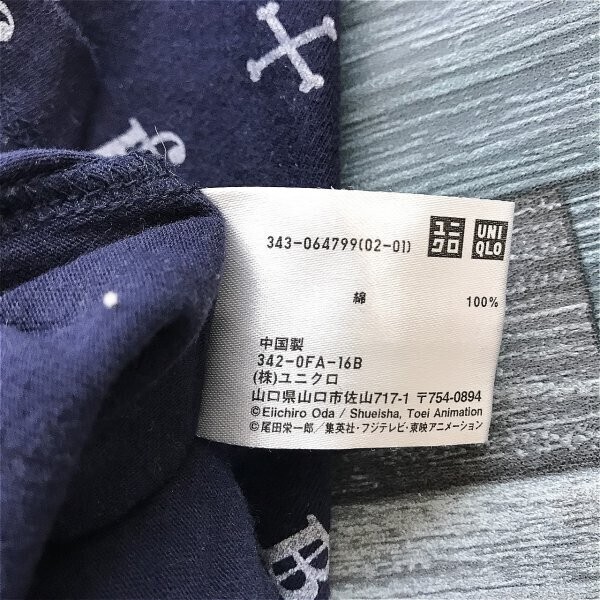 343-064799(02-01)
ユニ
クロ
UNI
QLO
綿 100%
中国製
342-0FA-16B
(株)ユニクロ
山口県山口市佐山717-1 〒754-0894
©Eiichiro Oda / Shueisha, Toei Animation
©尾田栄一郎／集英社・フジテレビ・東映アニメーション
B